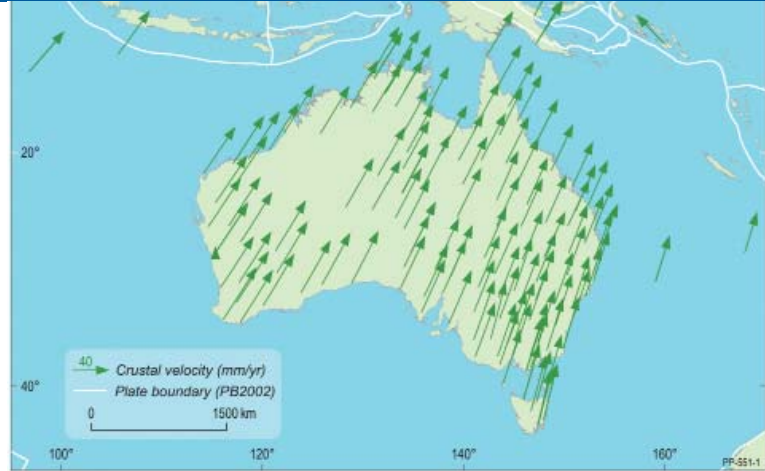 20°
40°
40
Crustal velocity (mm/yr)
Plate boundary (PB2002)
0 1500 km
100° 120° 140° 160°
PP-551-1